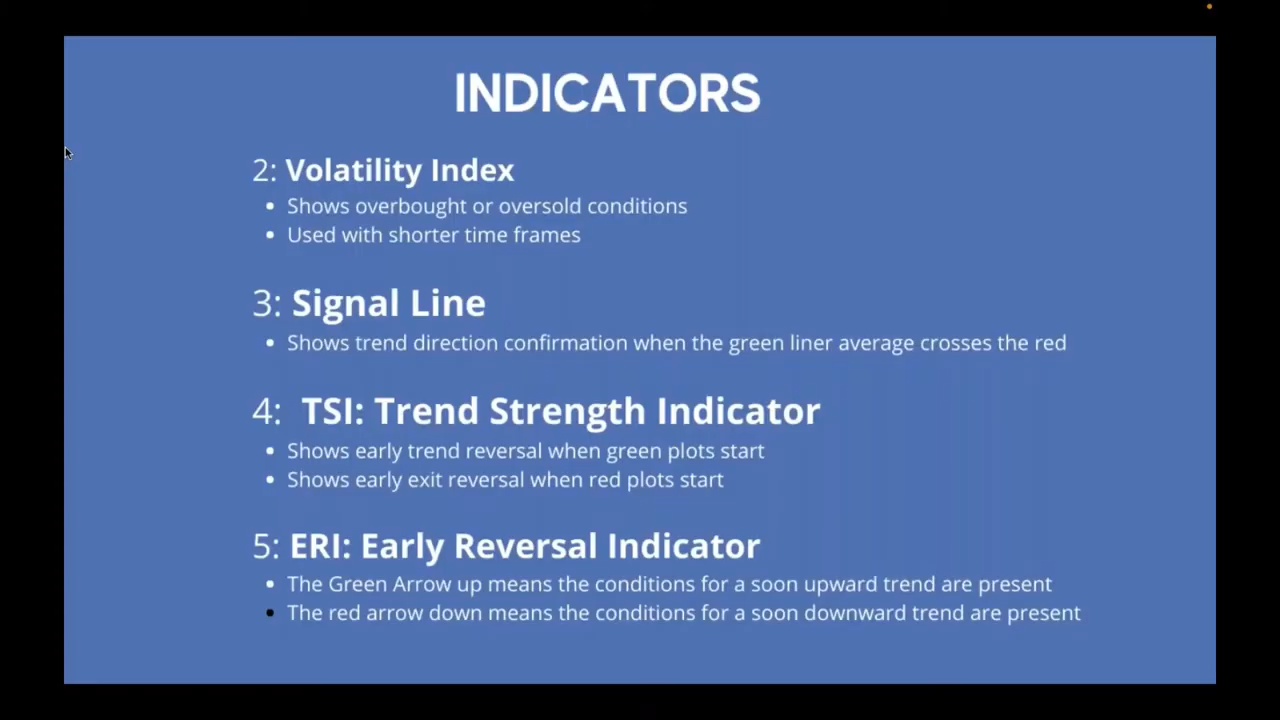 INDICATORS
2: Volatility Index
• Shows overbought or oversold conditions
• Used with shorter time frames
3: Signal Line
• Shows trend direction confirmation when the green liner average crosses the red
4: TSI: Trend Strength Indicator
• Shows early trend reversal when green plots start
• Shows early exit reversal when red plots start
5: ERI: Early Reversal Indicator
• The Green Arrow up means the conditions for a soon upward trend are present
• The red arrow down means the conditions for a soon downward trend are present